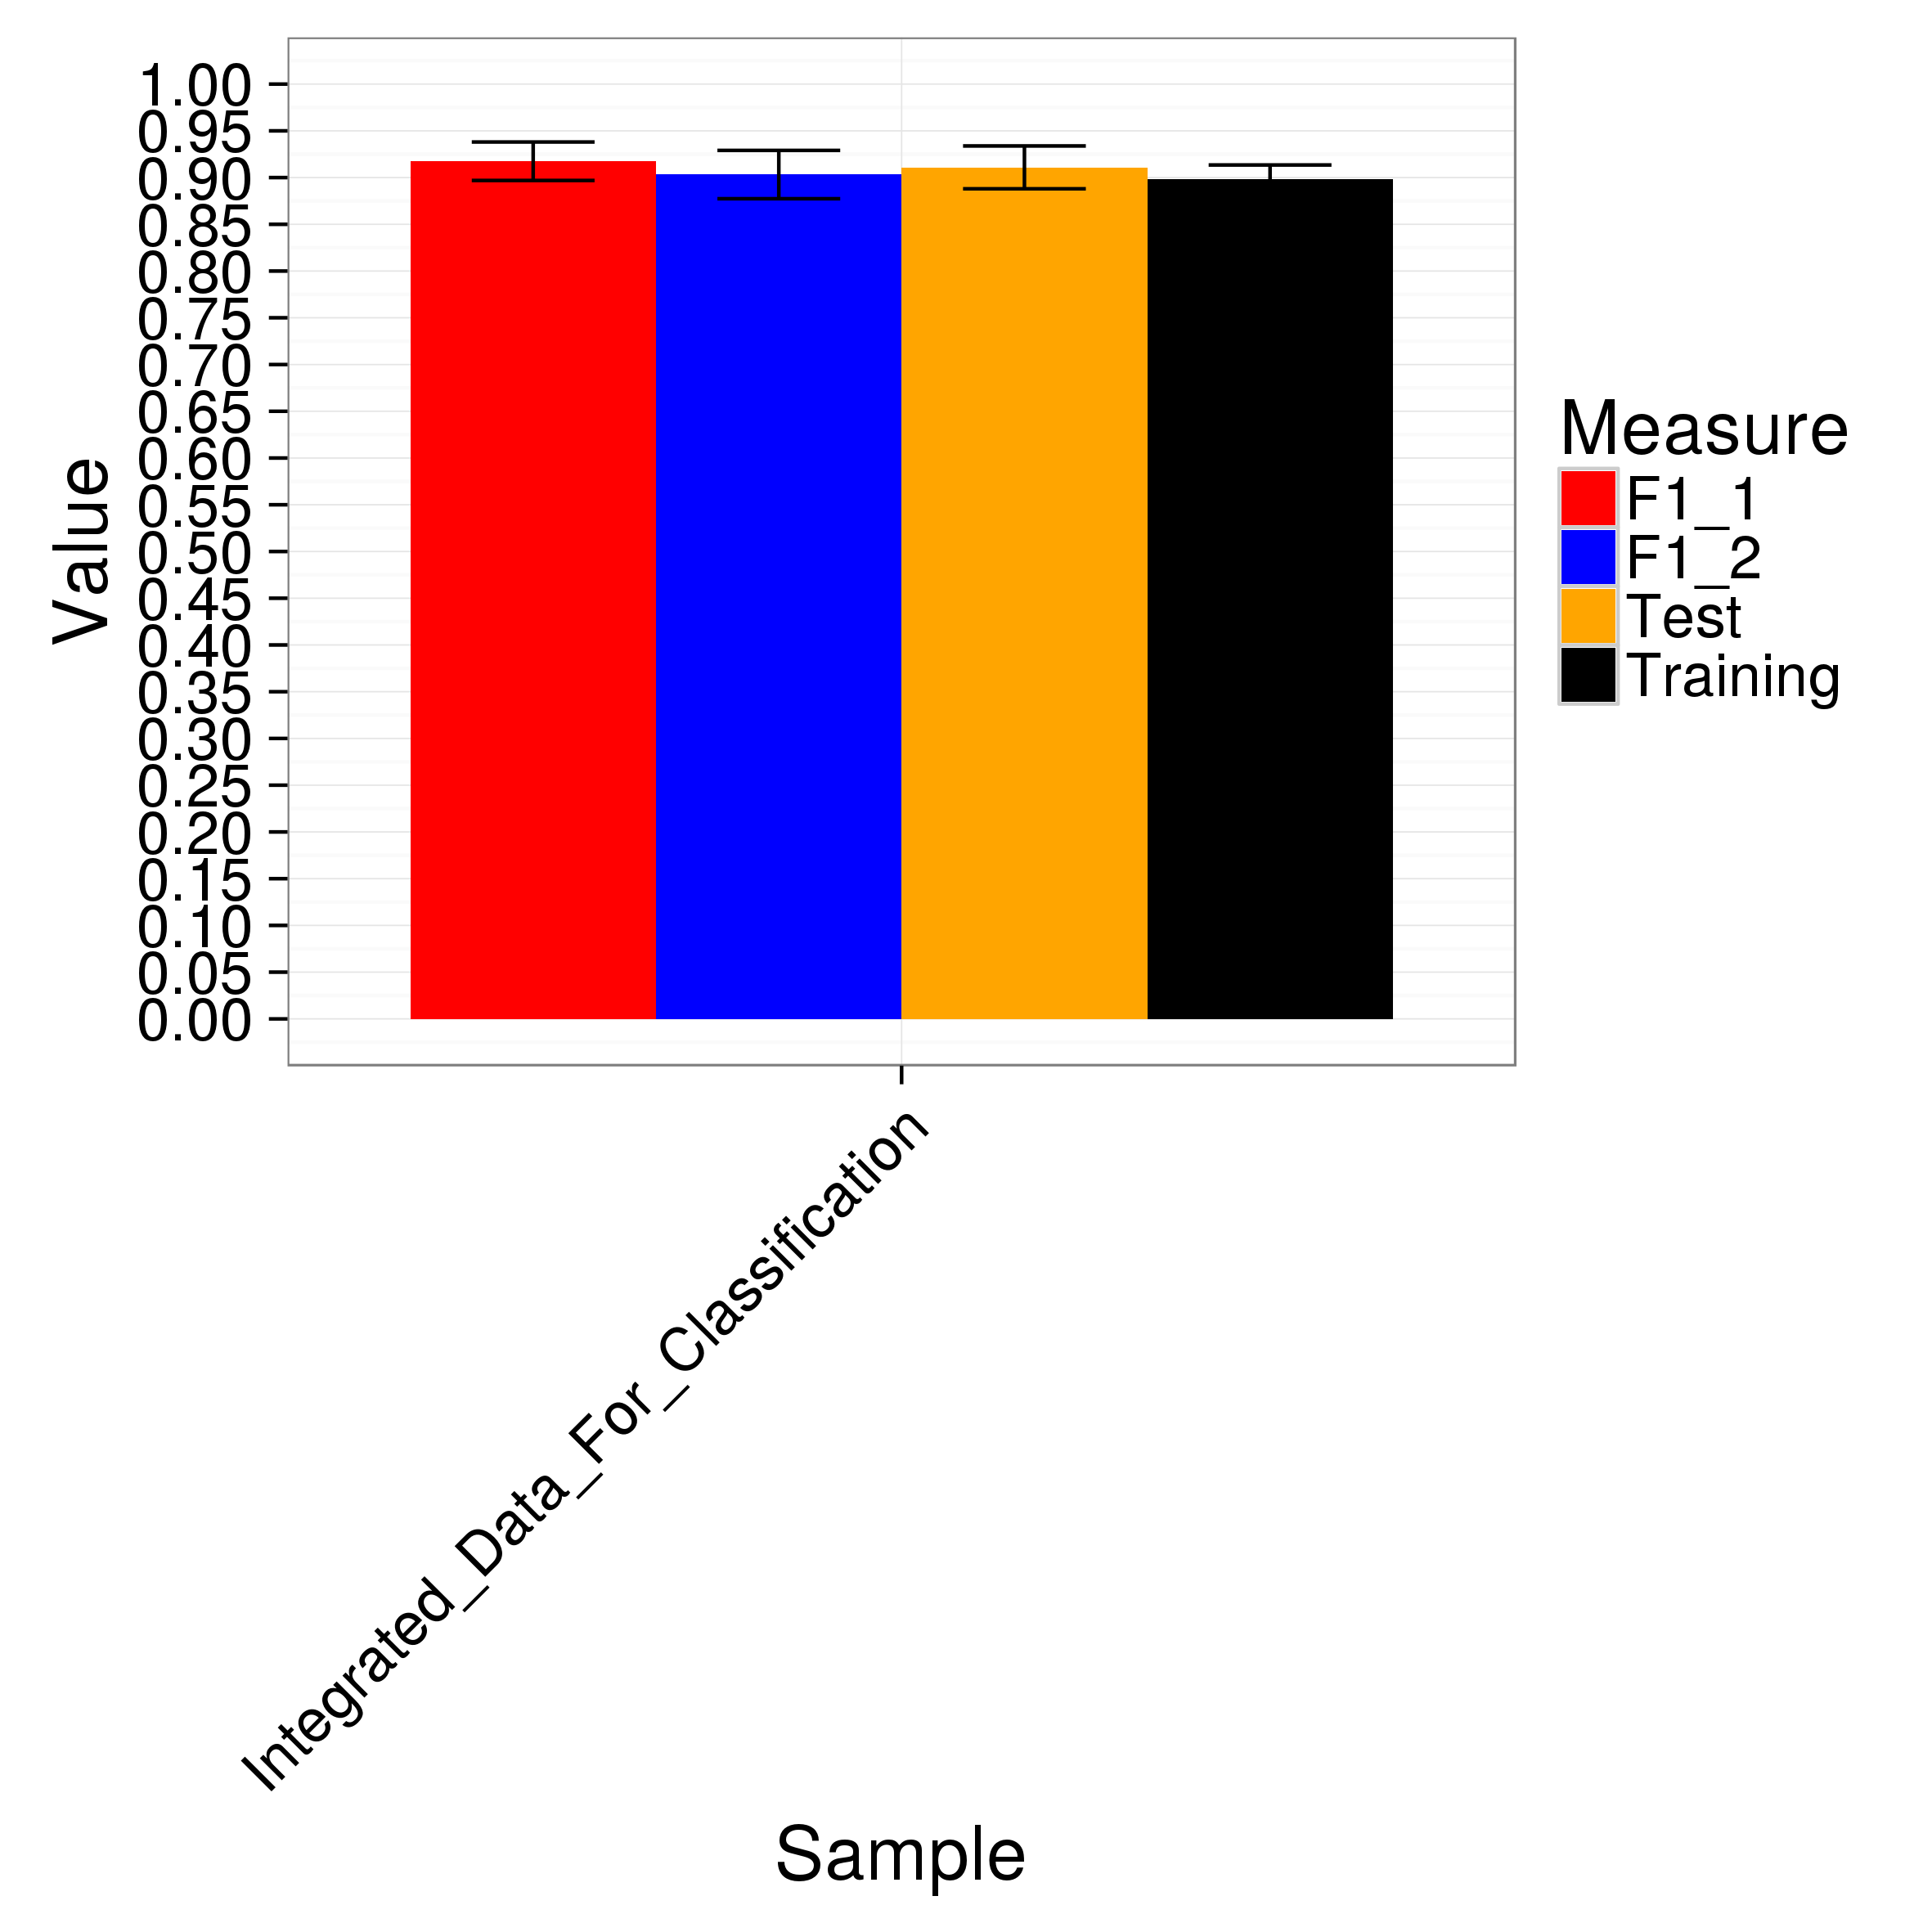 Value
1.00
0.95
0.90
0.85
0.80
0.75
0.70
0.65
0.60
0.55
0.50
0.45
0.40
0.35
0.30
0.25
0.20
0.15
0.10
0.05
0.00
Integrated_Data_For_Classification
Sample
Measure
F1_1
F1_2
Test
Training